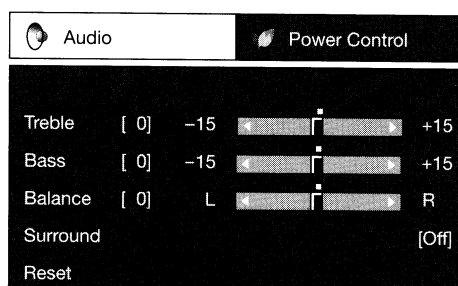 Audio Power Control
Treble [ 0] −15 +15
Bass [ 0] −15 +15
Balance [ 0] L R
Surround [Off]
Reset